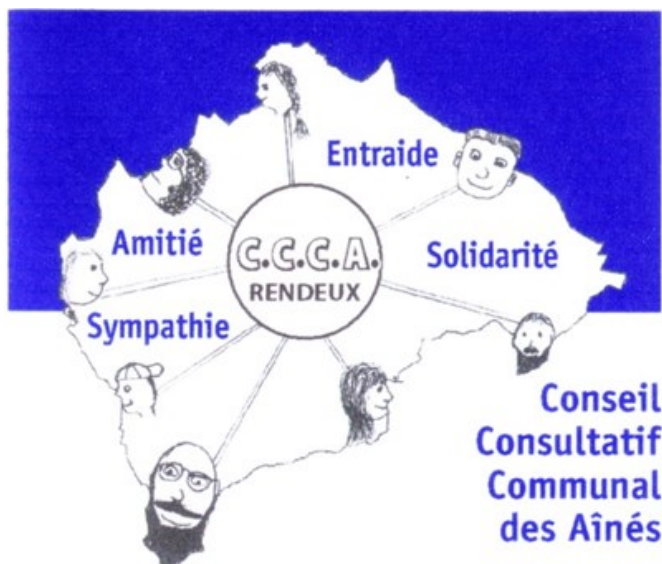 Entraide
Amitié
C.C.C.A.
RENDEUX
Solidarité
Sympathie
Conseil
Consultatif
Communal
des Aînés